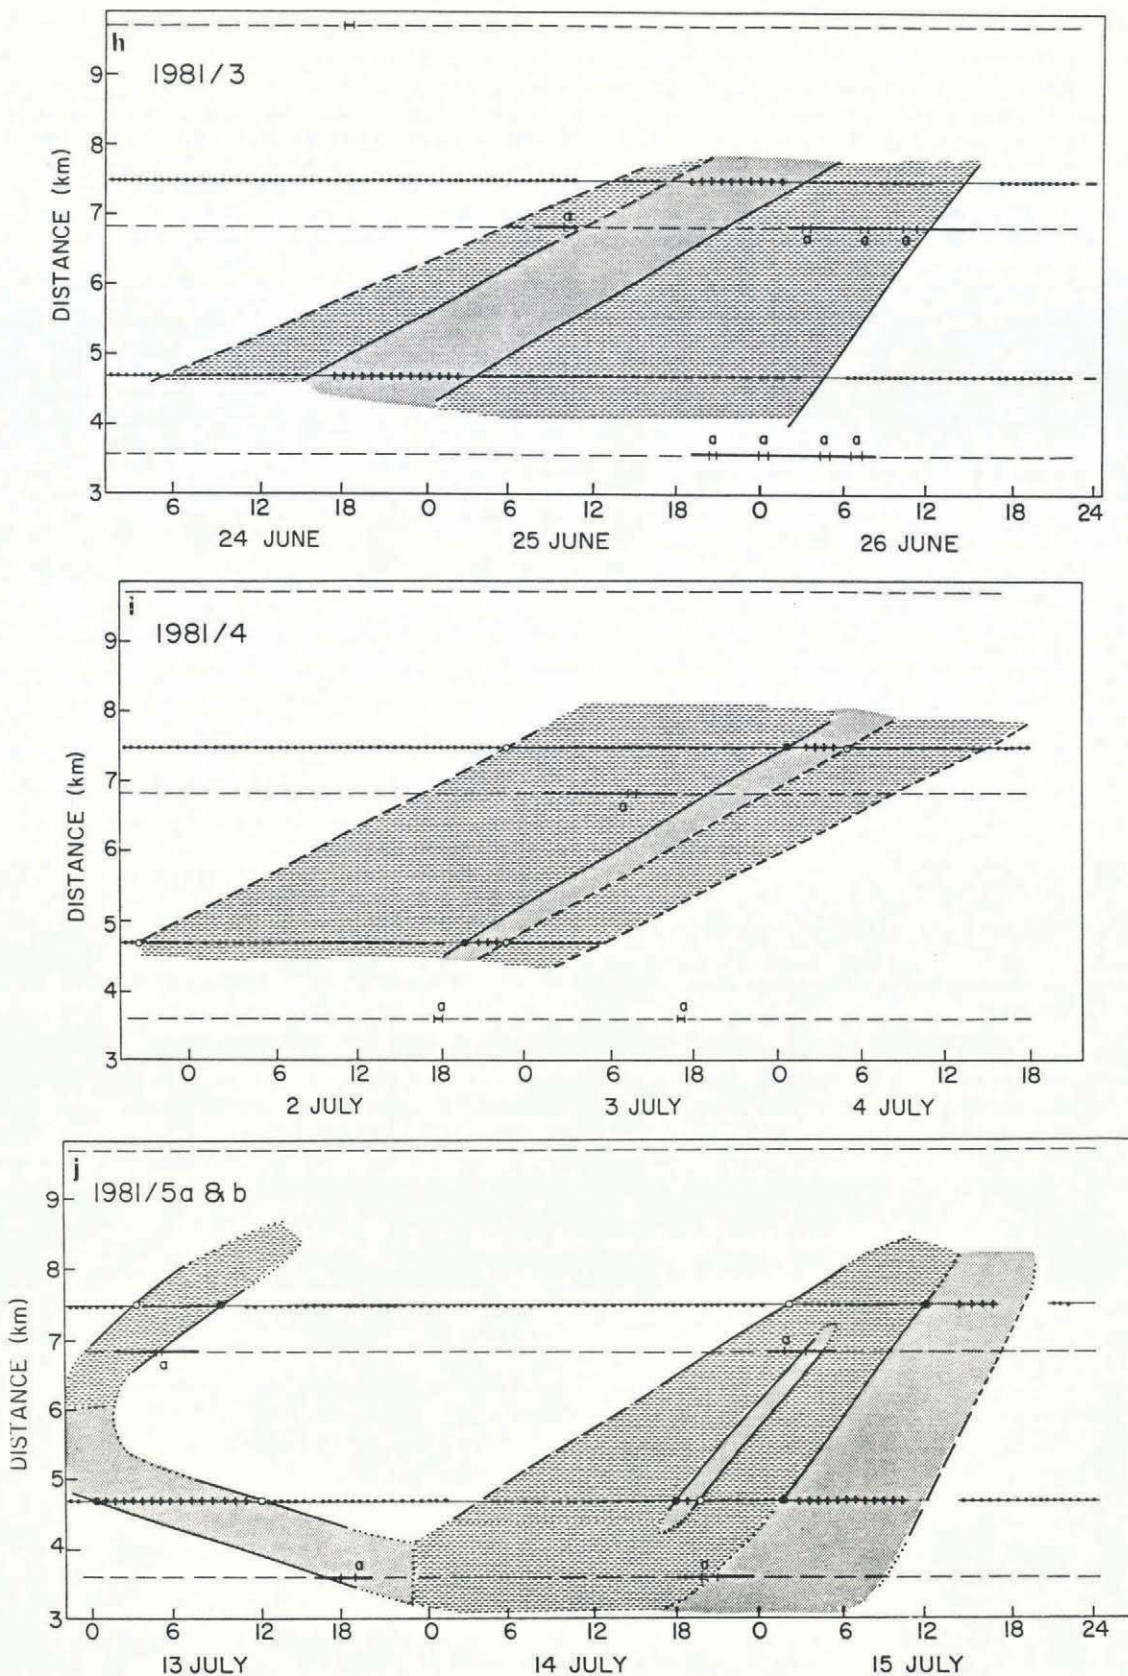 h
1981/3
9
8
7
6
5
4
3
DISTANCE (km)
a
a a a
a a a a
6 12 18 0 6 12 18 0 6 12 18 24
24 JUNE 25 JUNE 26 JUNE
i
1981/4
9
8
7
6
5
4
3
DISTANCE (km)
a
a a
0 6 12 18 0 6 18 0 6 12 18
2 JULY 3 JULY 4 JULY
j
1981/5a & b
9
8
7
6
5
4
3
DISTANCE (km)
a a
a a
0 6 12 18 0 6 12 18 0 6 12 18 24
13 JULY 14 JULY 15 JULY